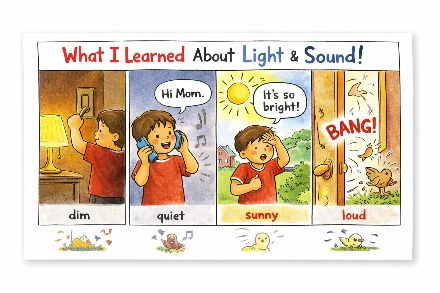 What I Learned About Light & Sound!
Hi Mom.
It's so
bright!
BANG!
dim
quiet
sunny
loud